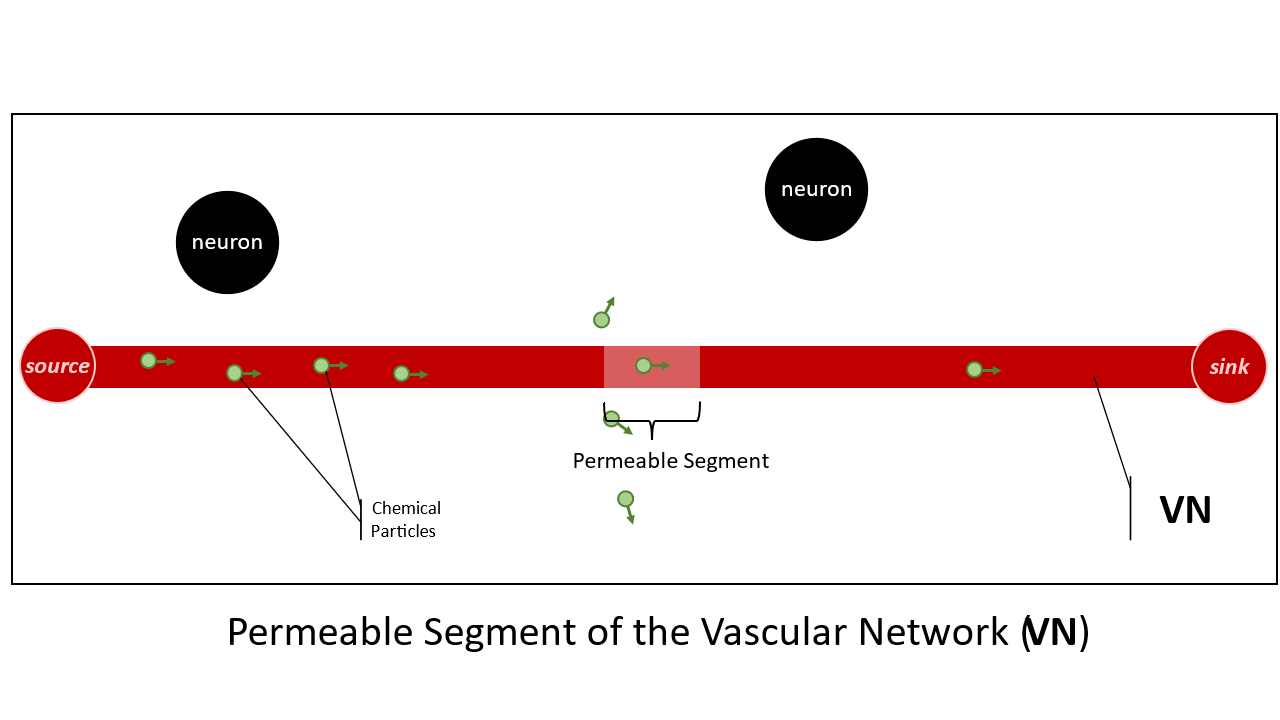 neuron
neuron
source
sink
Permeable Segment
Chemical
Particles
VN
Permeable Segment of the Vascular Network (VN)